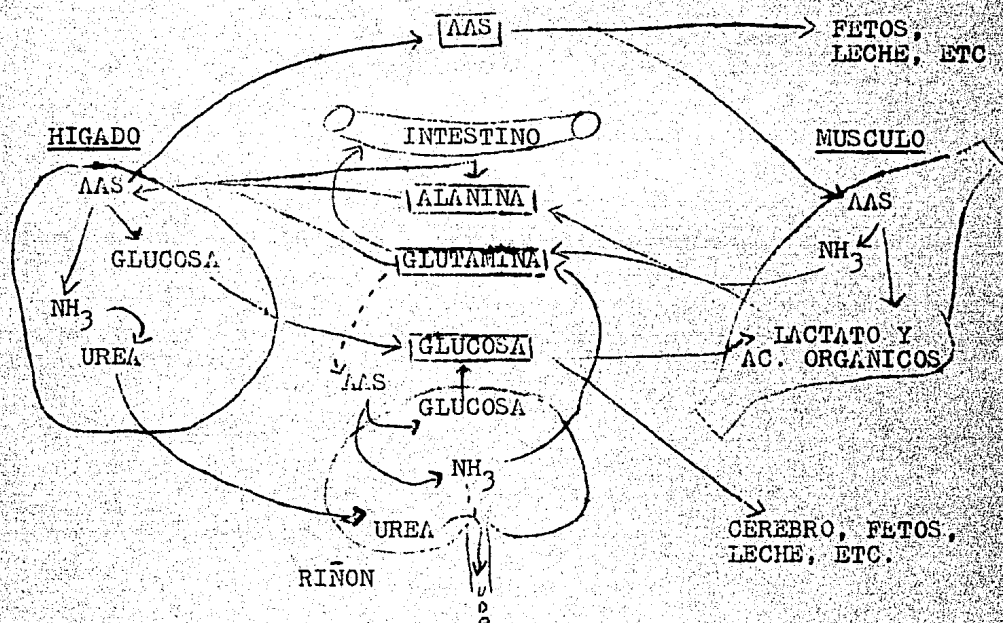 AAS
FETOS,
LECHE, ETC
HIGADO
INTESTINO
MUSCULO
AAS
ALANINA
AAS
GLUCOSA
GLUTAMINA
NH3
NH3
UREA
GLUCOSA
LACTATO Y
AC. ORGANICOS
AAS
GLUCOSA
NH3
UREA
CEREBRO, FETOS,
LECHE, ETC.
RIÑON